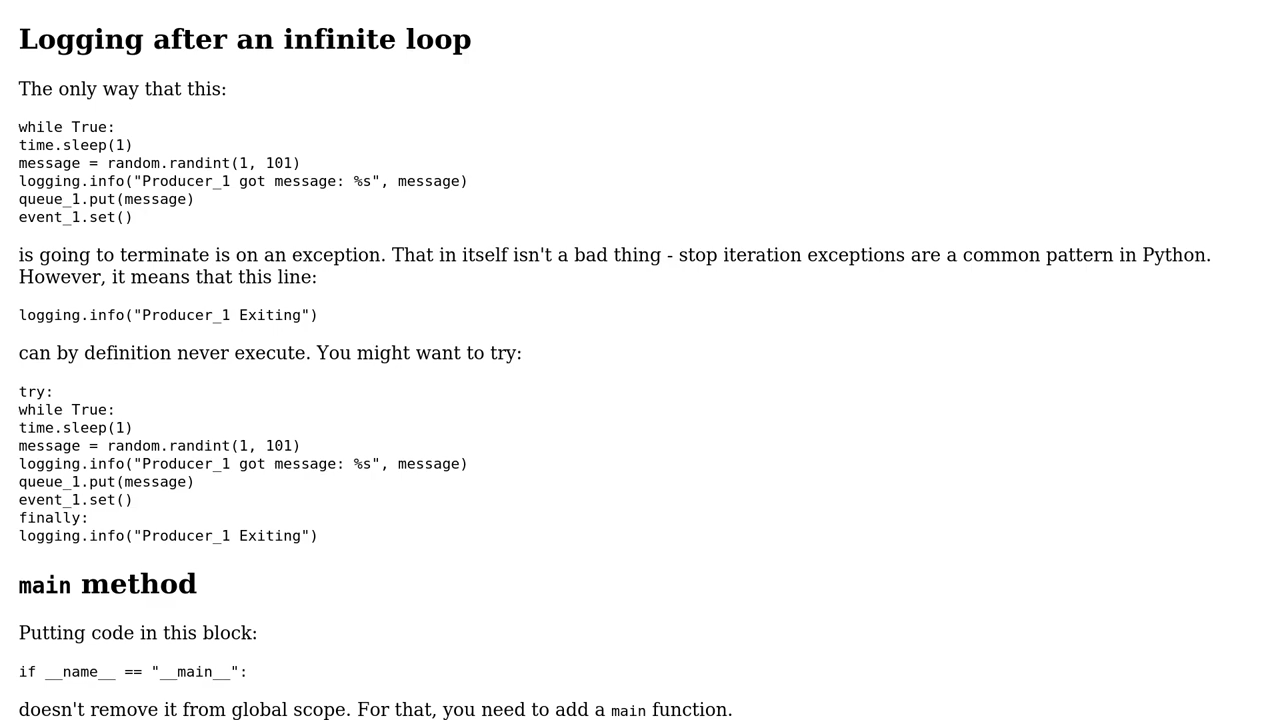 Logging after an infinite loop
The only way that this:
while True:
time.sleep(1)
message = random.randint(1, 101)
logging.info("Producer_1 got message: %s", message)
queue_1.put(message)
event_1.set()
is going to terminate is on an exception. That in itself isn't a bad thing - stop iteration exceptions are a common pattern in Python.
However, it means that this line:
logging.info("Producer_1 Exiting")
can by definition never execute. You might want to try:
try:
while True:
time.sleep(1)
message = random.randint(1, 101)
logging.info("Producer_1 got message: %s", message)
queue_1.put(message)
event_1.set()
finally:
logging.info("Producer_1 Exiting")
main method
Putting code in this block:
if __name__ == "__main__":
doesn't remove it from global scope. For that, you need to add a main function.